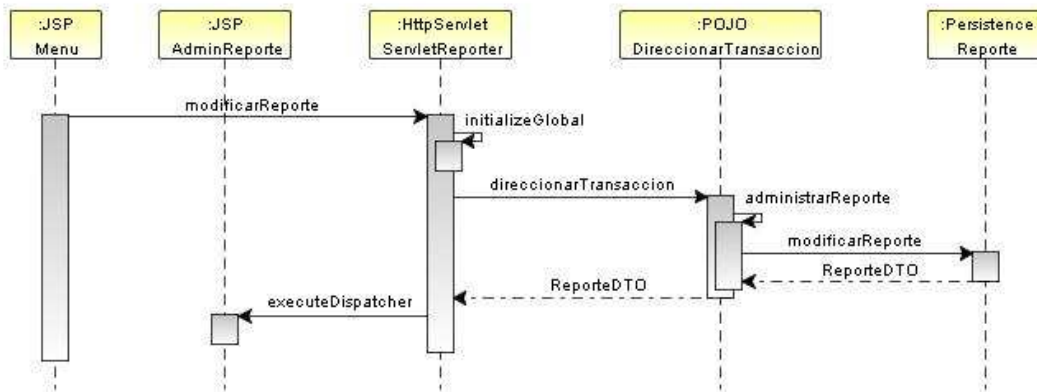 :JSP
Menu
:JSP
AdminReporte
:HttpServlet
ServletReporter
:POJO
DireccionarTransaccion
:Persistence
Reporte
modificarReporte
initializeGlobal
direccionarTransaccion
administrarReporte
modificarReporte
ReporteDTO
ReporteDTO
executeDispatcher